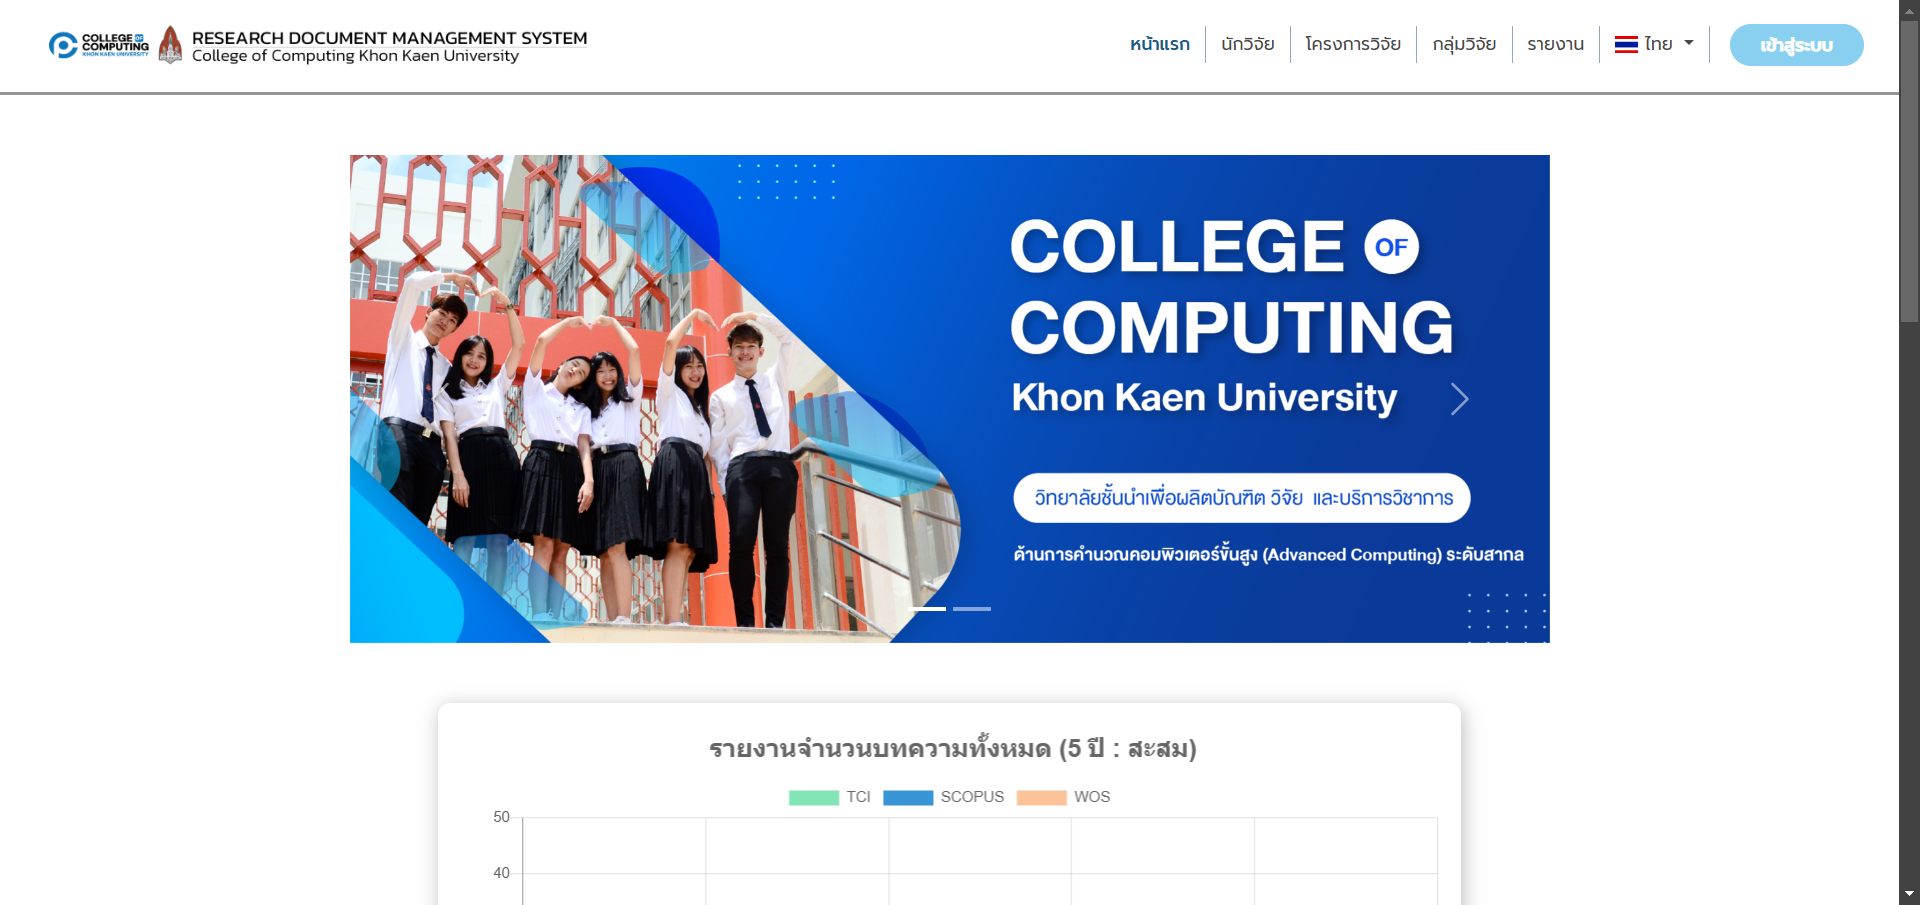 COLLEGE OF
COMPUTING
KHON KAEN UNIVERSITY
RESEARCH DOCUMENT MANAGEMENT SYSTEM
College of Computing Khon Kaen University
หน้าแรก
นักวิจัย
โครงการวิจัย
กลุ่มวิจัย
รายงาน
ไทย
เข้าสู่ระบบ
COLLEGE OF
COMPUTING
Khon Kaen University
วิทยาลัยชั้นนำเพื่อผลิตบัณฑิต วิจัย และบริการวิชาการ
ด้านการคำนวณคอมพิวเตอร์ขั้นสูง (Advanced Computing) ระดับสากล
รายงานจำนวนบทความทั้งหมด (5 ปี : สะสม)
TCI SCOPUS WOS
50
40